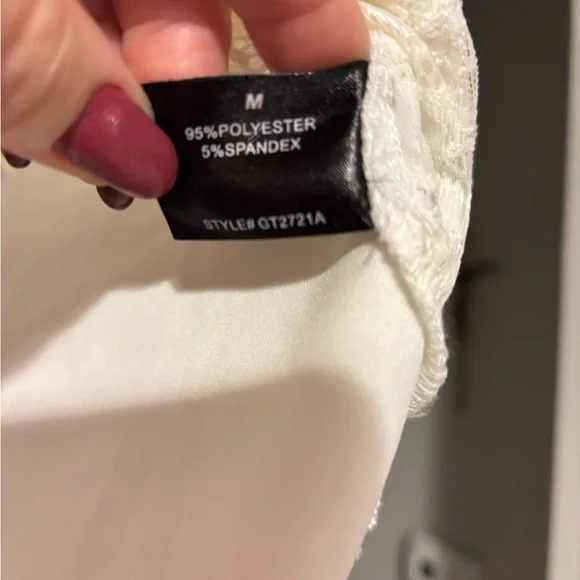 M
95%POLYESTER
5%SPANDEX
STYLE# GT2721A